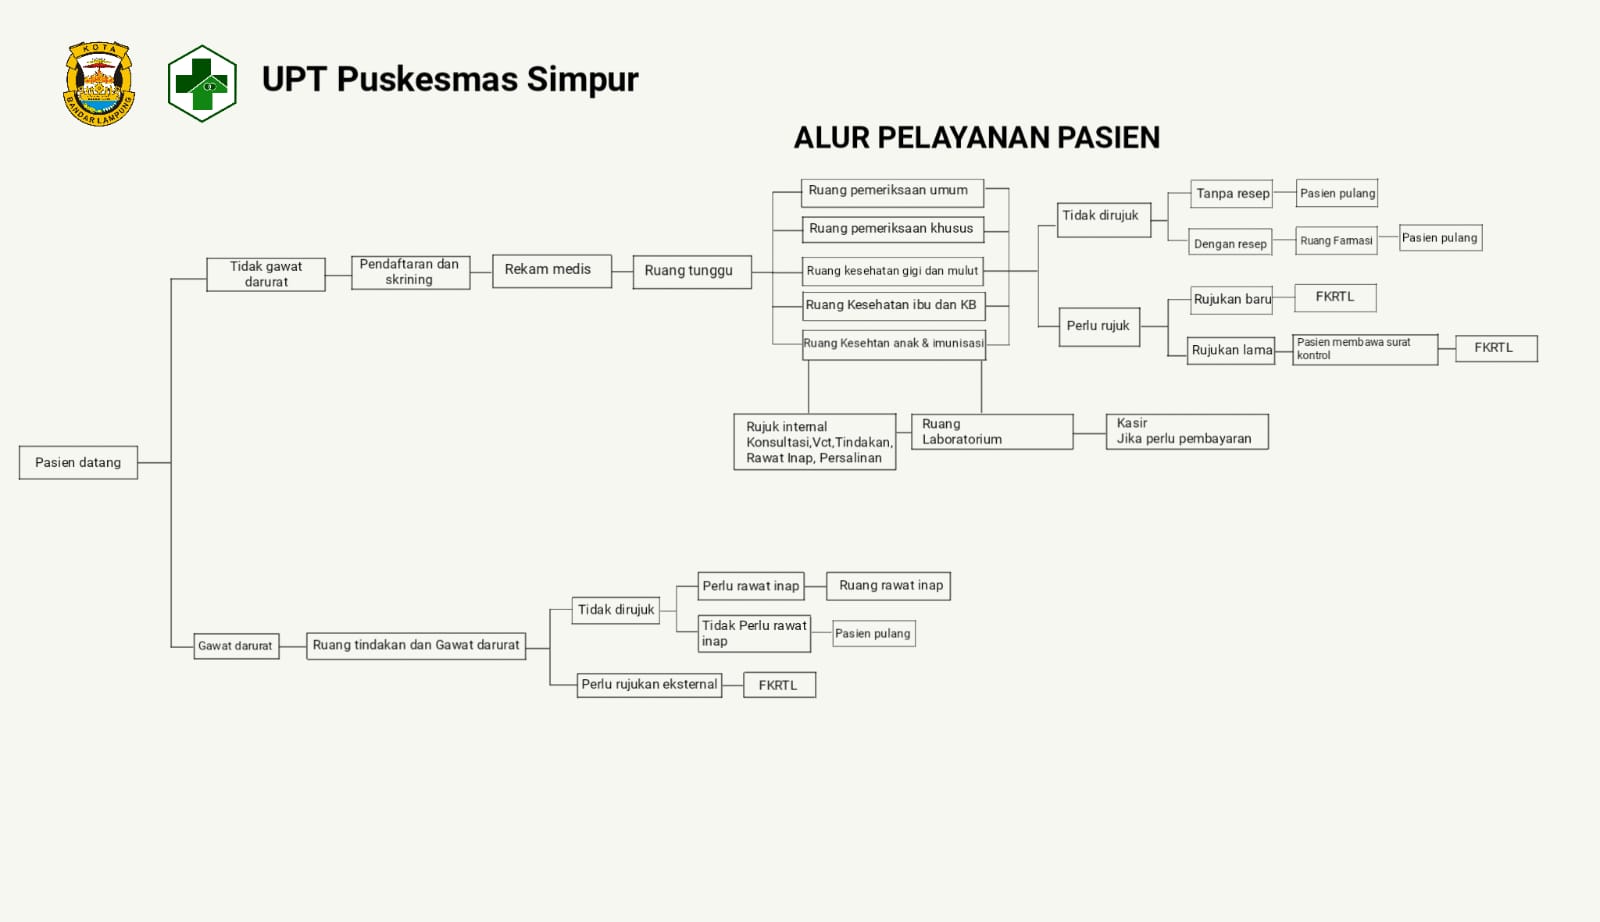 KOTA
BANDAR LAMPUNG
UPT Puskesmas Simpur
ALUR PELAYANAN PASIEN
Pasien datang
Tidak gawat
darurat
Pendaftaran dan
skrining
Rekam medis
Ruang tunggu
Ruang pemeriksaan umum
Ruang pemeriksaan khusus
Ruang kesehatan gigi dan mulut
Ruang Kesehatan ibu dan KB
Ruang Kesehtan anak & imunisasi
Tidak dirujuk
Tanpa resep
Pasien pulang
Dengan resep
Ruang Farmasi
Pasien pulang
Perlu rujuk
Rujukan baru
FKRTL
Rujukan lama
Pasien membawa surat
kontrol
FKRTL
Rujuk internal
Konsultasi,Vct,Tindakan,
Rawat Inap, Persalinan
Ruang
Laboratorium
Kasir
Jika perlu pembayaran
Gawat darurat
Ruang tindakan dan Gawat darurat
Tidak dirujuk
Perlu rawat inap
Ruang rawat inap
Tidak Perlu rawat
inap
Pasien pulang
Perlu rujukan eksternal
FKRTL